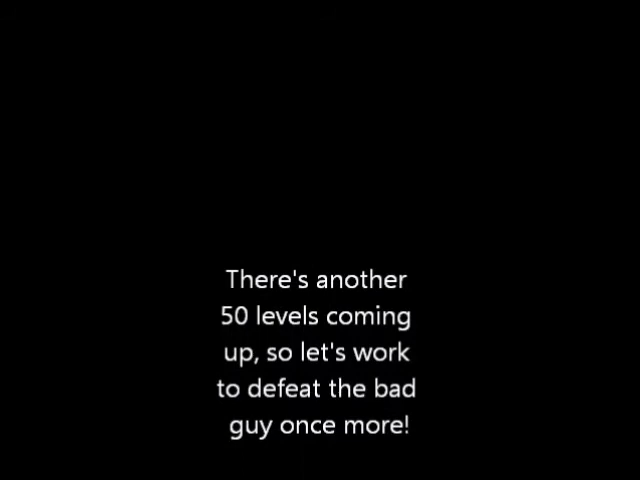 There's another
50 levels coming
up, so let's work
to defeat the bad
guy once more!